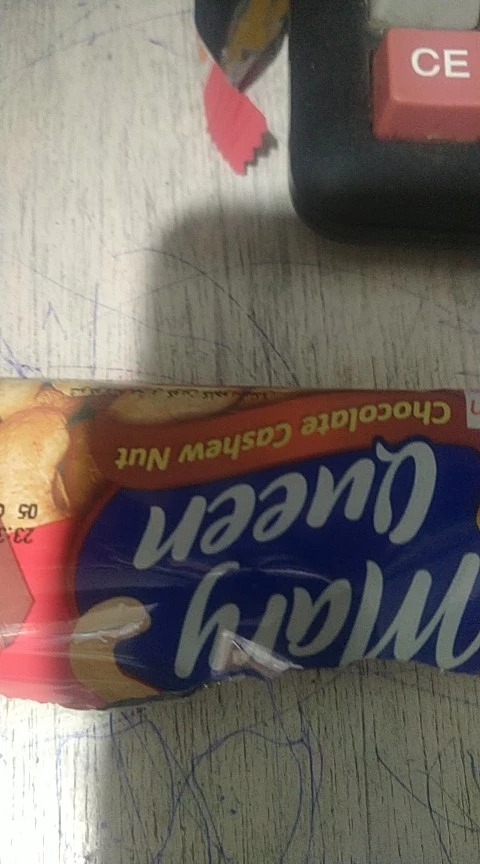 CE
Mary
Queen
Chocolate Cashew Nut